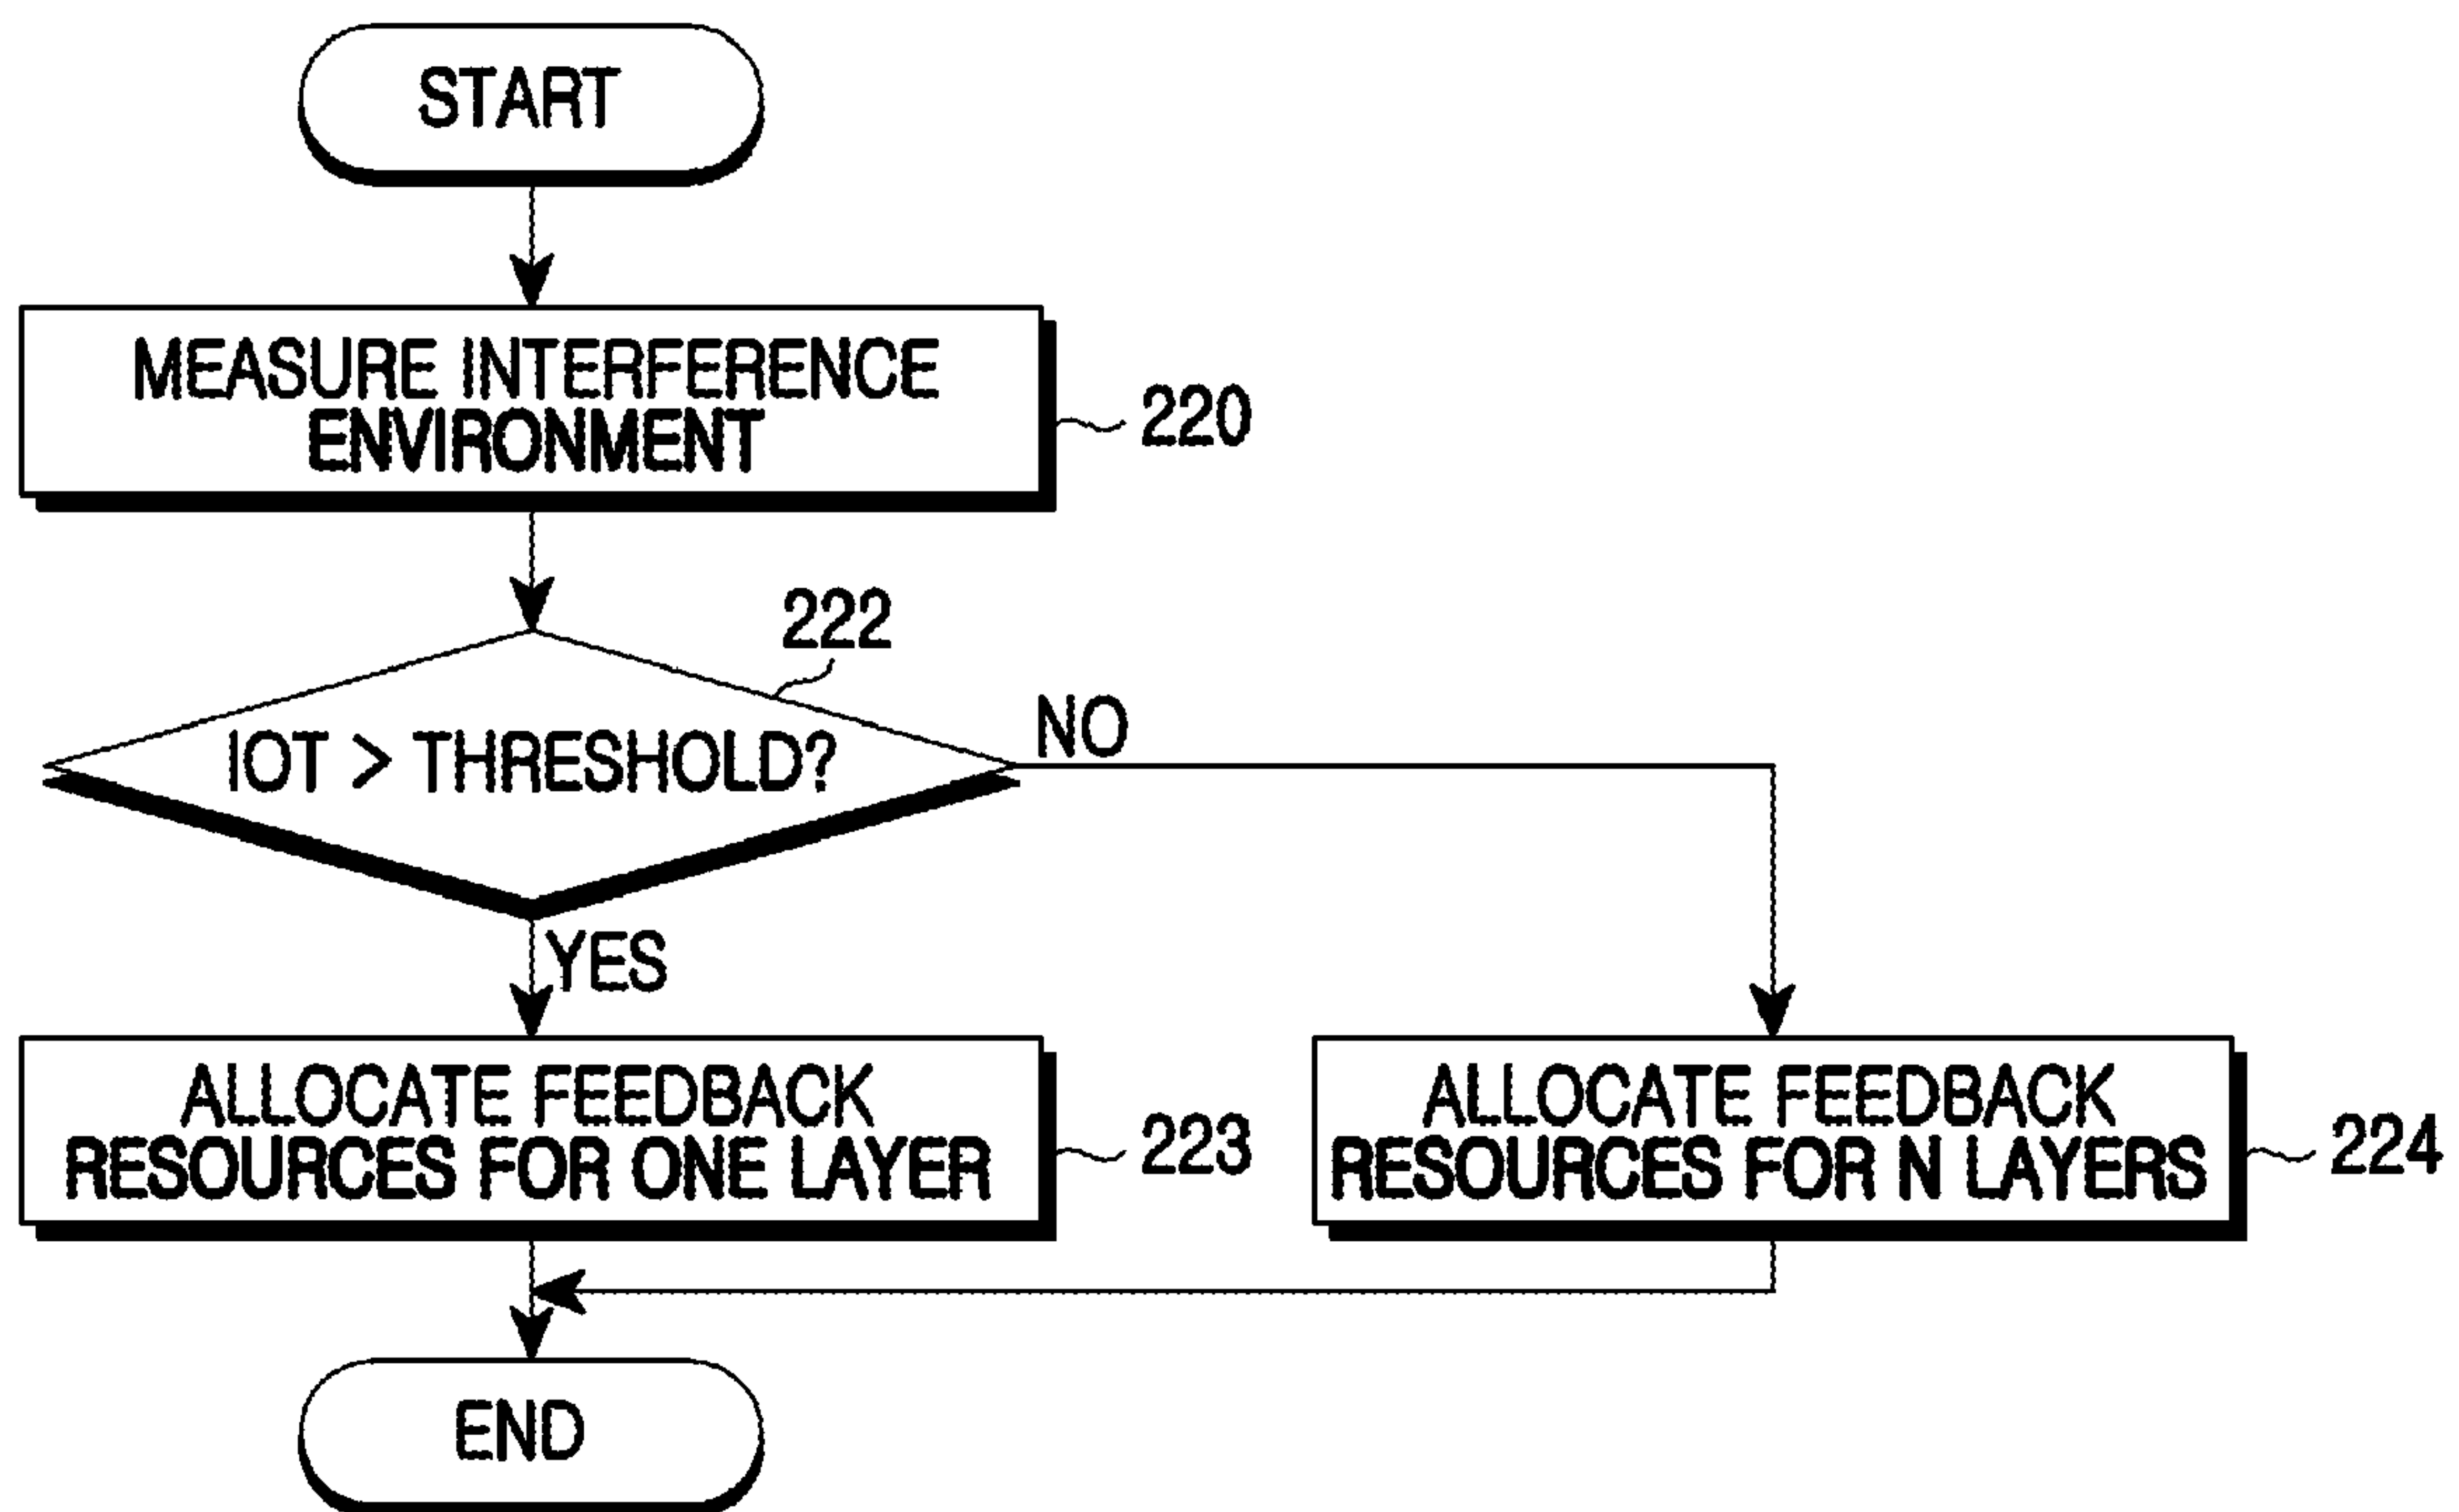 START
MEASURE INTERFERENCE
ENVIRONMENT
220
222
IOT > THRESHOLD?
NO
YES
ALLOCATE FEEDBACK
RESOURCES FOR ONE LAYER
223
ALLOCATE FEEDBACK
RESOURCES FOR N LAYERS
224
END